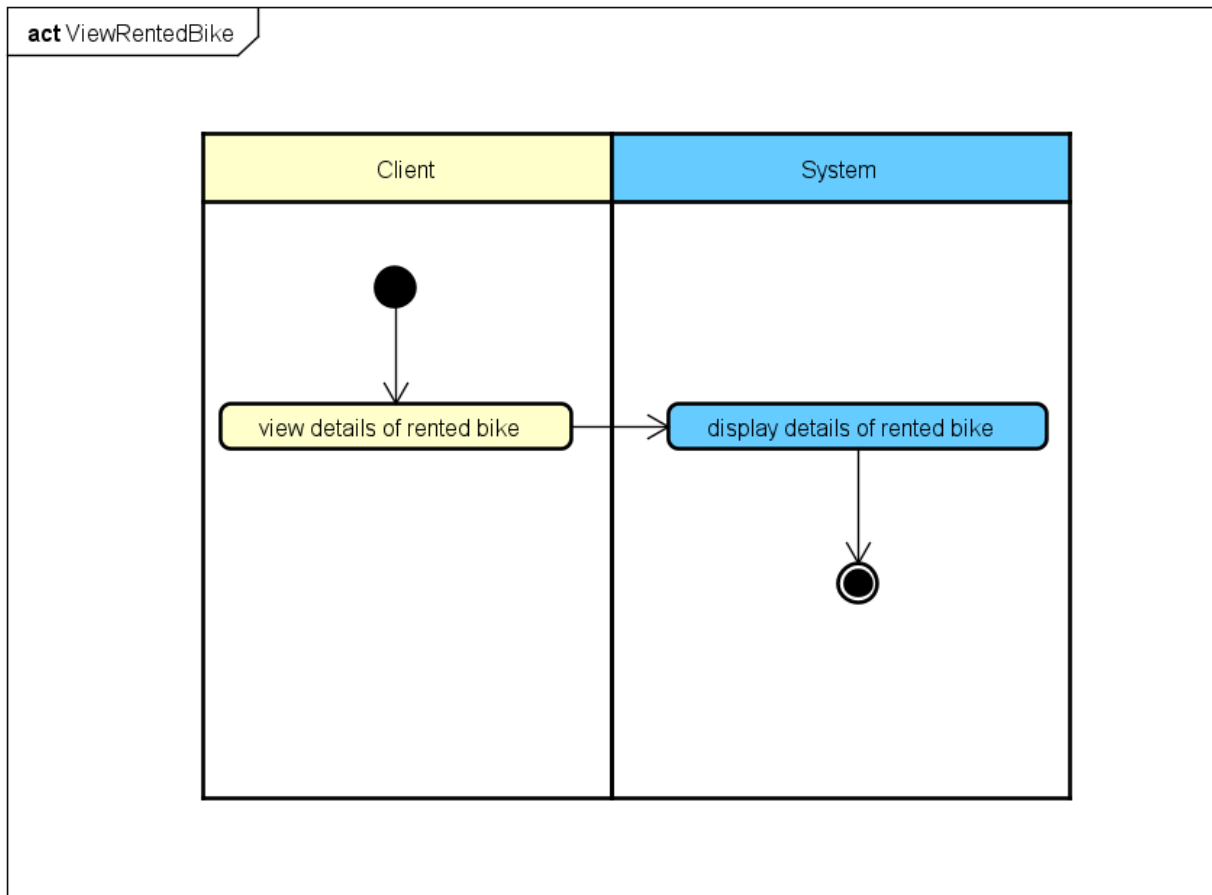 act ViewRentedBike
Client
System
view details of rented bike
display details of rented bike